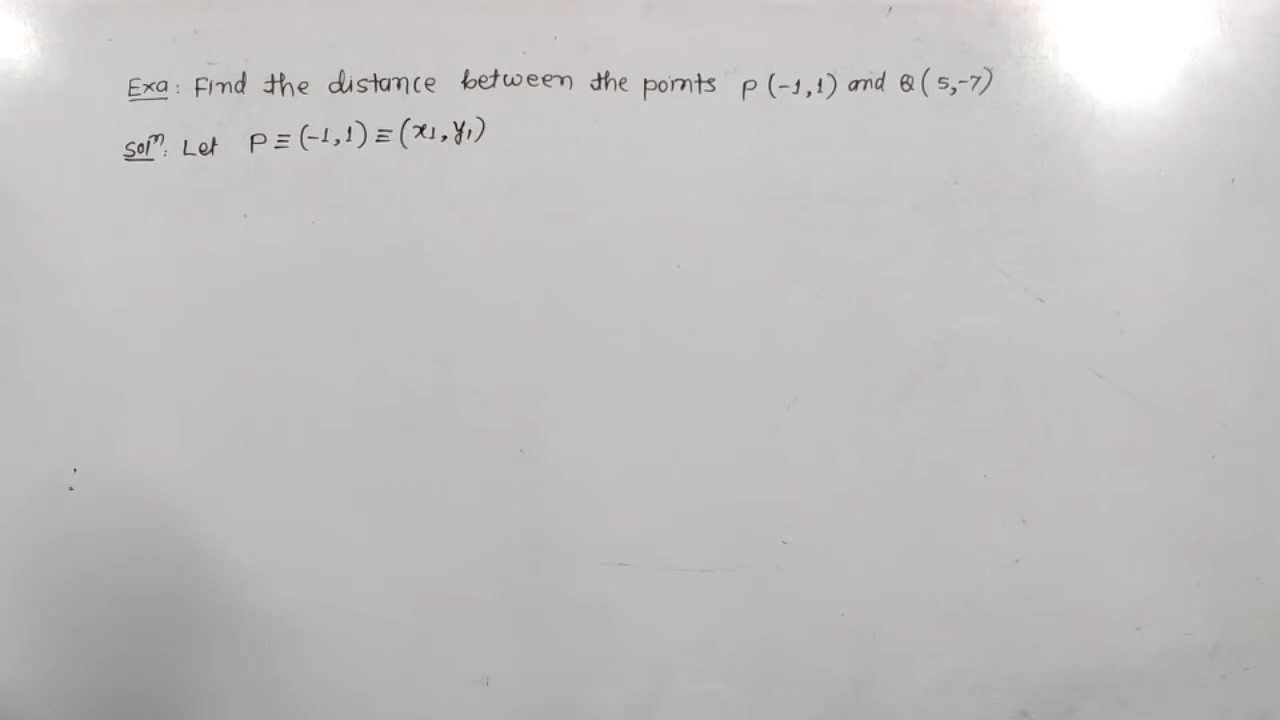 Exa: Find the distance between the points P(-1,1) and Q(5,-7)
Solⁿ: Let P≡(-1,1)≡(x₁,y₁)